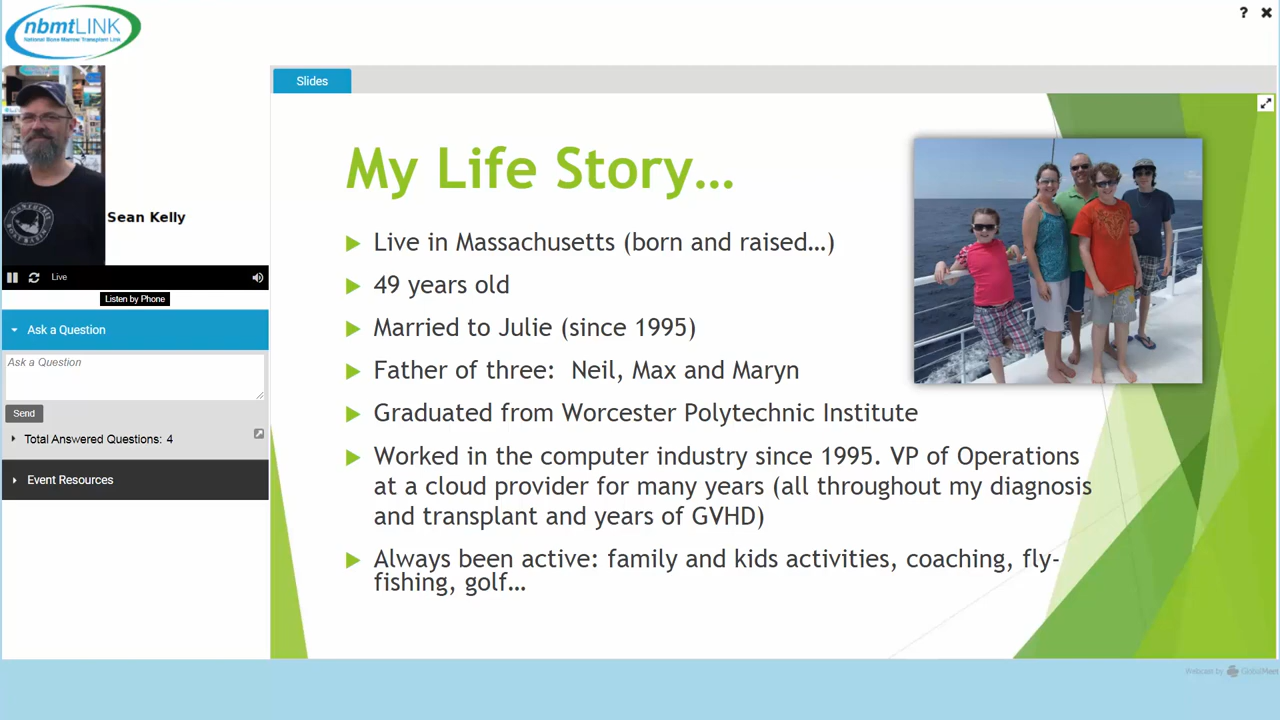 nbmtLINK
National Bone Marrow Transplant Link
? ✖
Slides
Sean Kelly
Live
Listen by Phone
Ask a Question
Ask a Question
Send
Total Answered Questions: 4
Event Resources
My Life Story…
Live in Massachusetts (born and raised…)
49 years old
Married to Julie (since 1995)
Father of three: Neil, Max and Maryn
Graduated from Worcester Polytechnic Institute
Worked in the computer industry since 1995. VP of Operations
at a cloud provider for many years (all throughout my diagnosis
and transplant and years of GVHD)
Always been active: family and kids activities, coaching, fly-
fishing, golf…
Webcast by